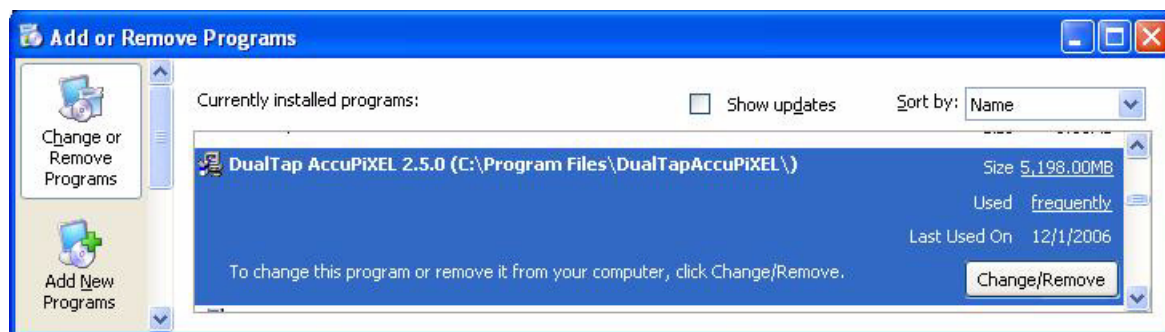 Add or Remove Programs
Change or
Remove
Programs
Add New
Programs
Currently installed programs:
Show updates
Sort by: Name
DualTap AccuPiXEL 2.5.0 (C:\Program Files\DualTapAccuPiXEL\)
Size 5,198.00MB
Used frequently
Last Used On 12/1/2006
To change this program or remove it from your computer, click Change/Remove.
Change/Remove